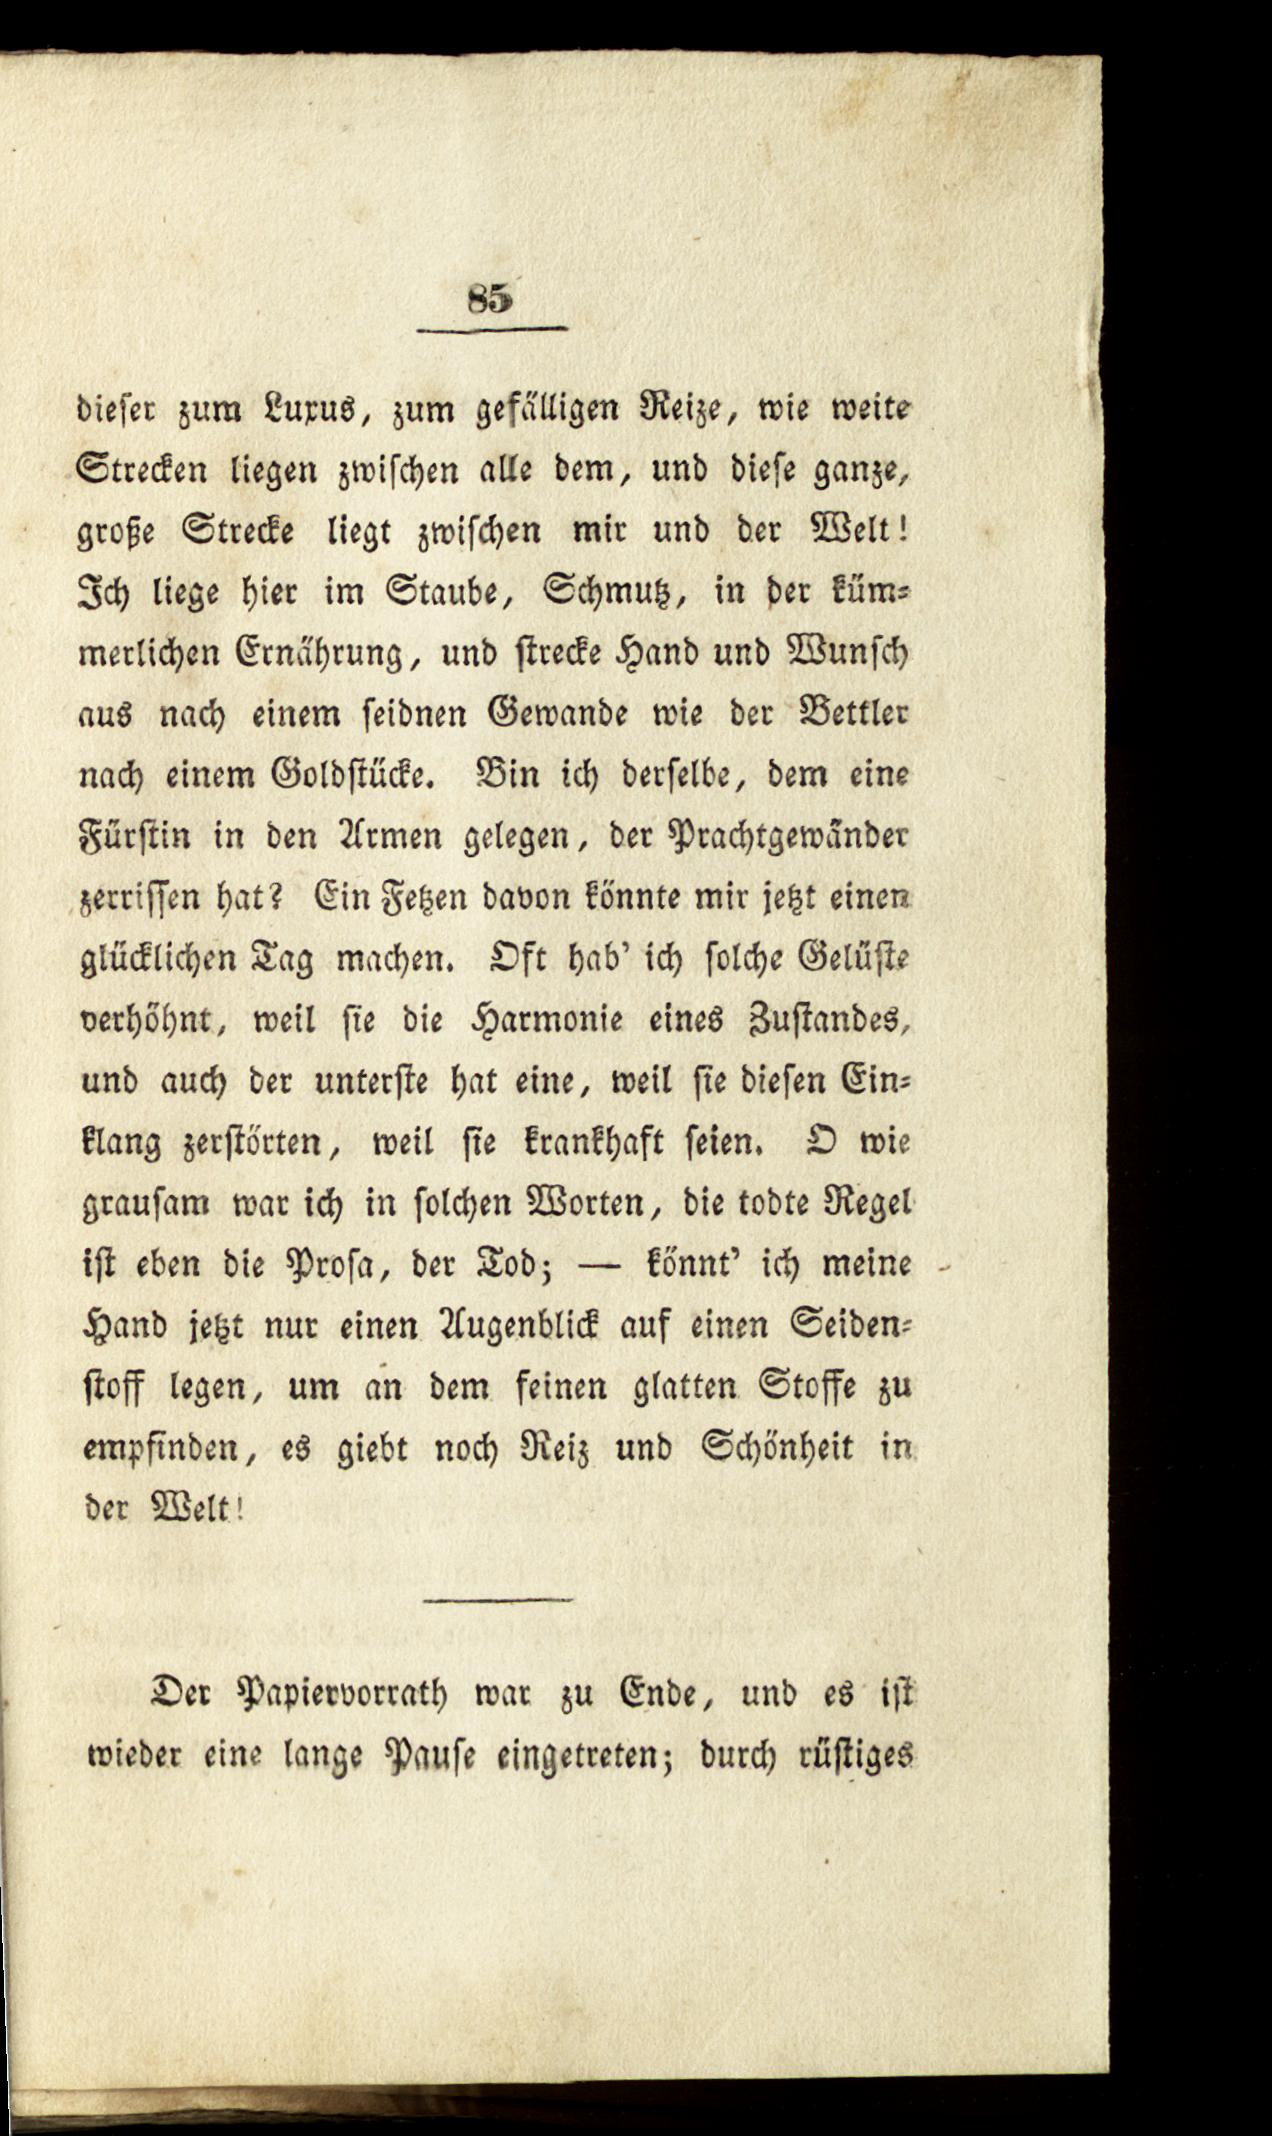 85
dieſer zum Luxus, zum gefälligen Reize, wie weite
Strecken liegen zwiſchen alle dem, und dieſe ganze,
große Strecke liegt zwiſchen mir und der Welt!
Ich liege hier im Staube, Schmutz, in der küm⸗
merlichen Ernährung, und ſtrecke Hand und Wunſch
aus nach einem ſeidnen Gewande wie der Bettler
nach einem Goldſtücke. Bin ich derſelbe, dem eine
Fürſtin in den Armen gelegen, der Prachtgewänder
zerriſſen hat? Ein Fetzen davon könnte mir jetzt einen
glücklichen Tag machen. Oft hab’ ich ſolche Gelüſte
verhöhnt, weil ſie die Harmonie eines Zuſtandes,
und auch der unterſte hat eine, weil ſie dieſen Ein⸗
klang zerſtörten, weil ſie krankhaft ſeien. O wie
grauſam war ich in ſolchen Worten, die todte Regel
iſt eben die Proſa, der Tod; — könnt’ ich meine
Hand jetzt nur einen Augenblick auf einen Seiden⸗
ſtoff legen, um an dem feinen glatten Stoffe zu
empfinden, es giebt noch Reiz und Schönheit in
der Welt!
Der Papiervorrath war zu Ende, und es iſt
wieder eine lange Pauſe eingetreten; durch rüſtiges